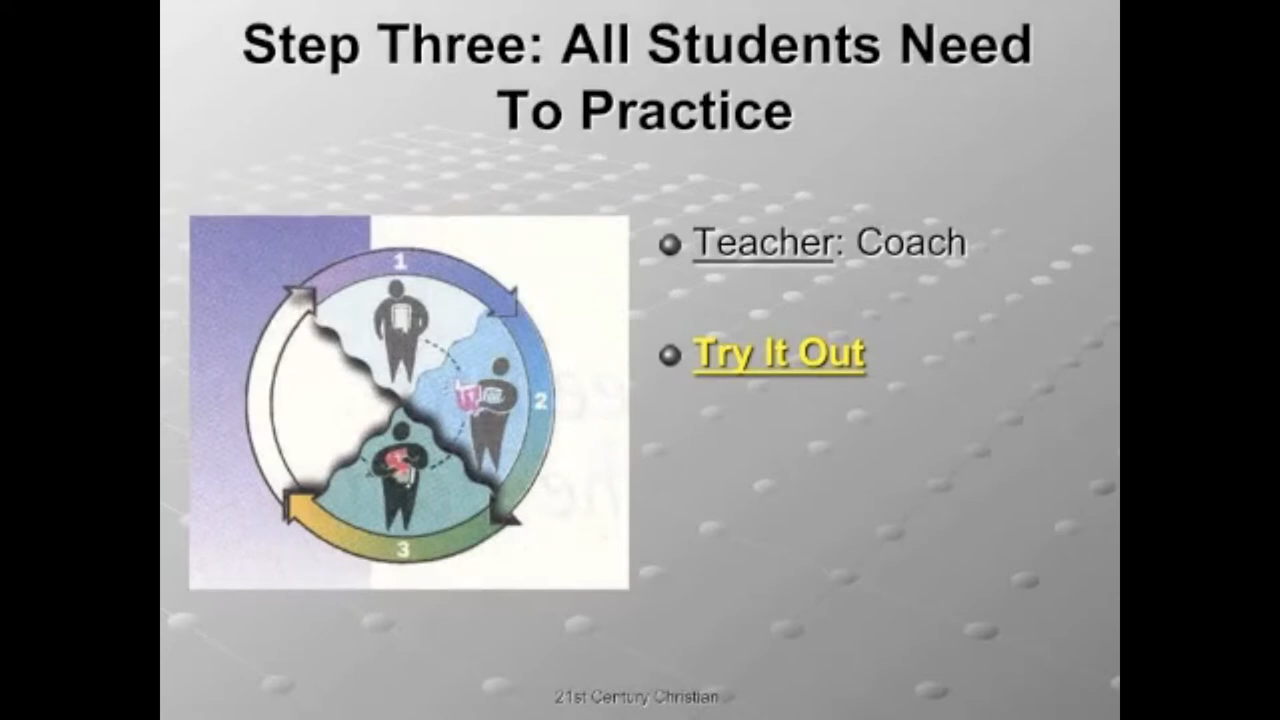 Step Three: All Students Need
To Practice
1
2
3
Teacher: Coach
Try It Out
21st Century Christian